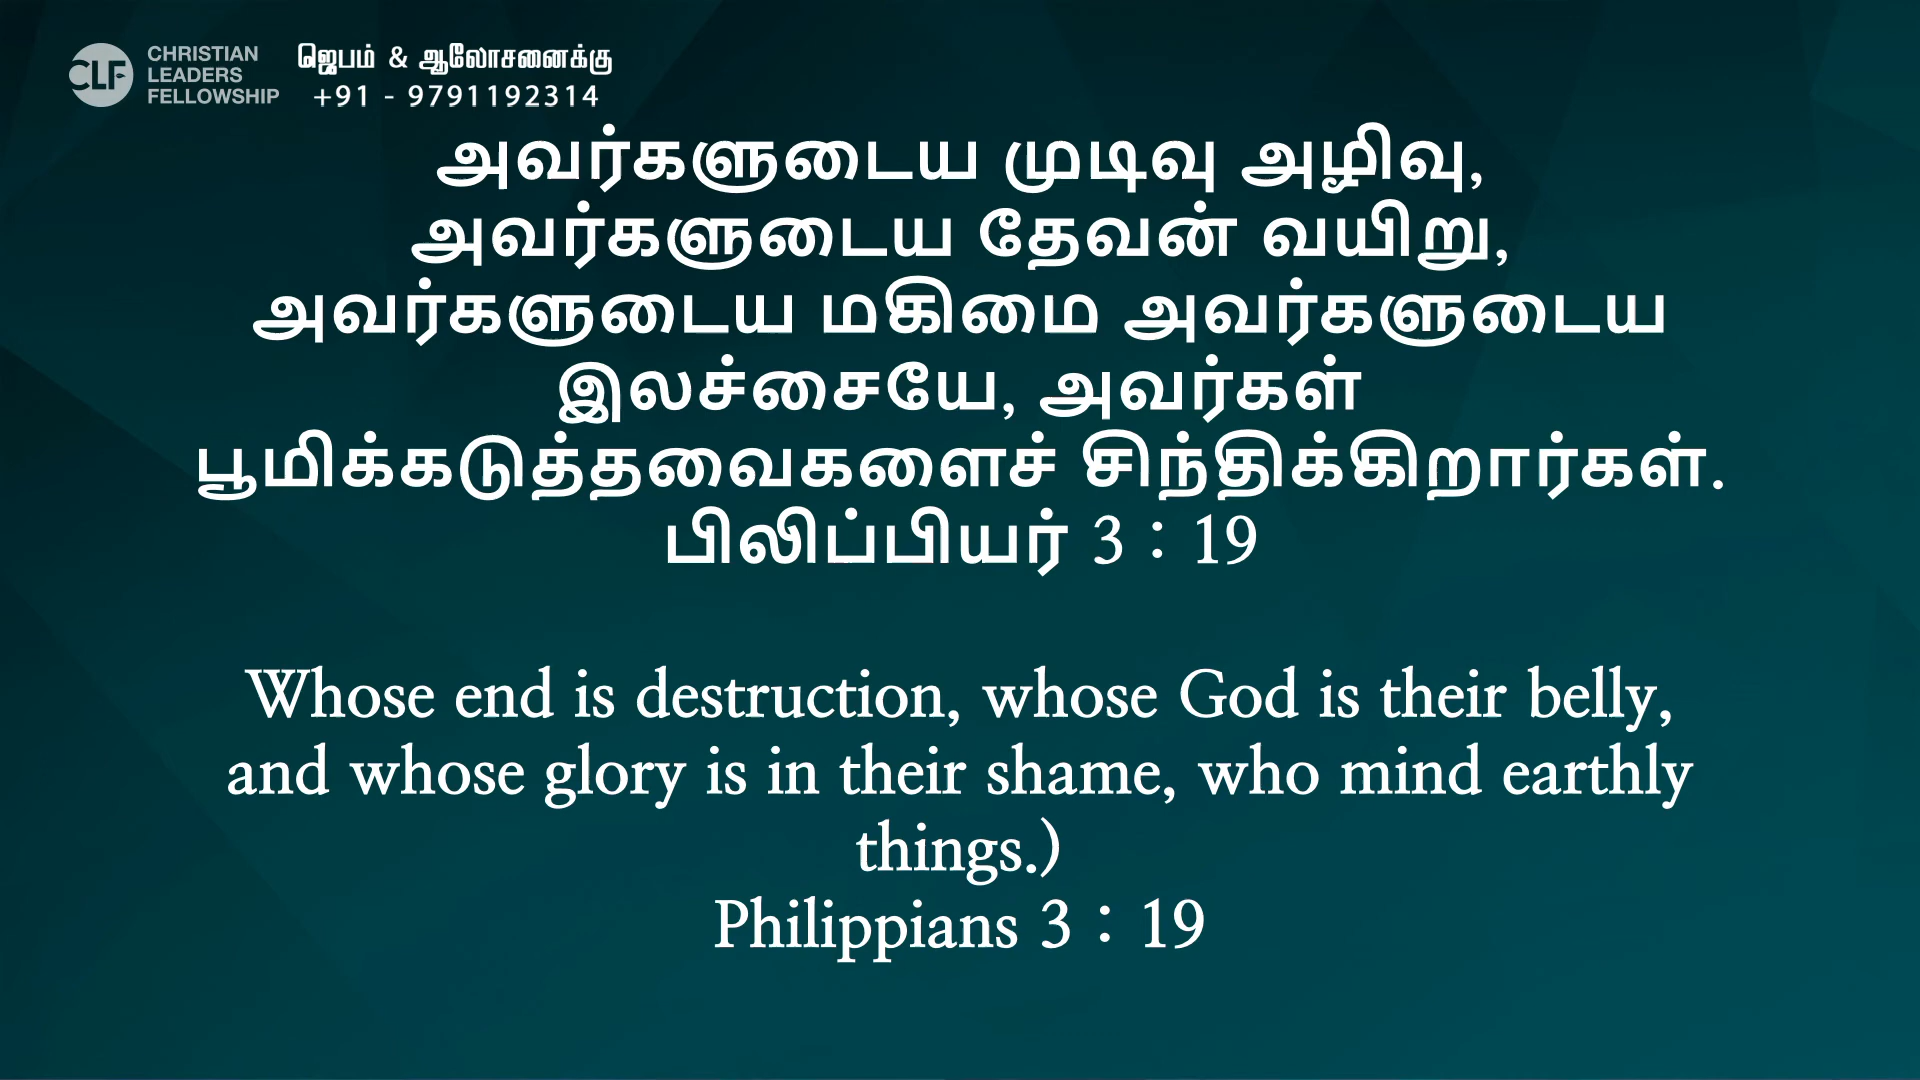 CLF
CHRISTIAN
LEADERS
FELLOWSHIP
ஜெபம் & ஆலோசனைக்கு
+91 - 9791192314
அவர்களுடைய முடிவு அழிவு,
அவர்களுடைய தேவன் வயிறு,
அவர்களுடைய மகிமை அவர்களுடைய
இலச்சையே, அவர்கள்
பூமிக்கடுத்தவைகளைச் சிந்திக்கிறார்கள்.
பிலிப்பியர் 3 : 19
Whose end is destruction, whose God is their belly,
and whose glory is in their shame, who mind earthly
things.)
Philippians 3 : 19